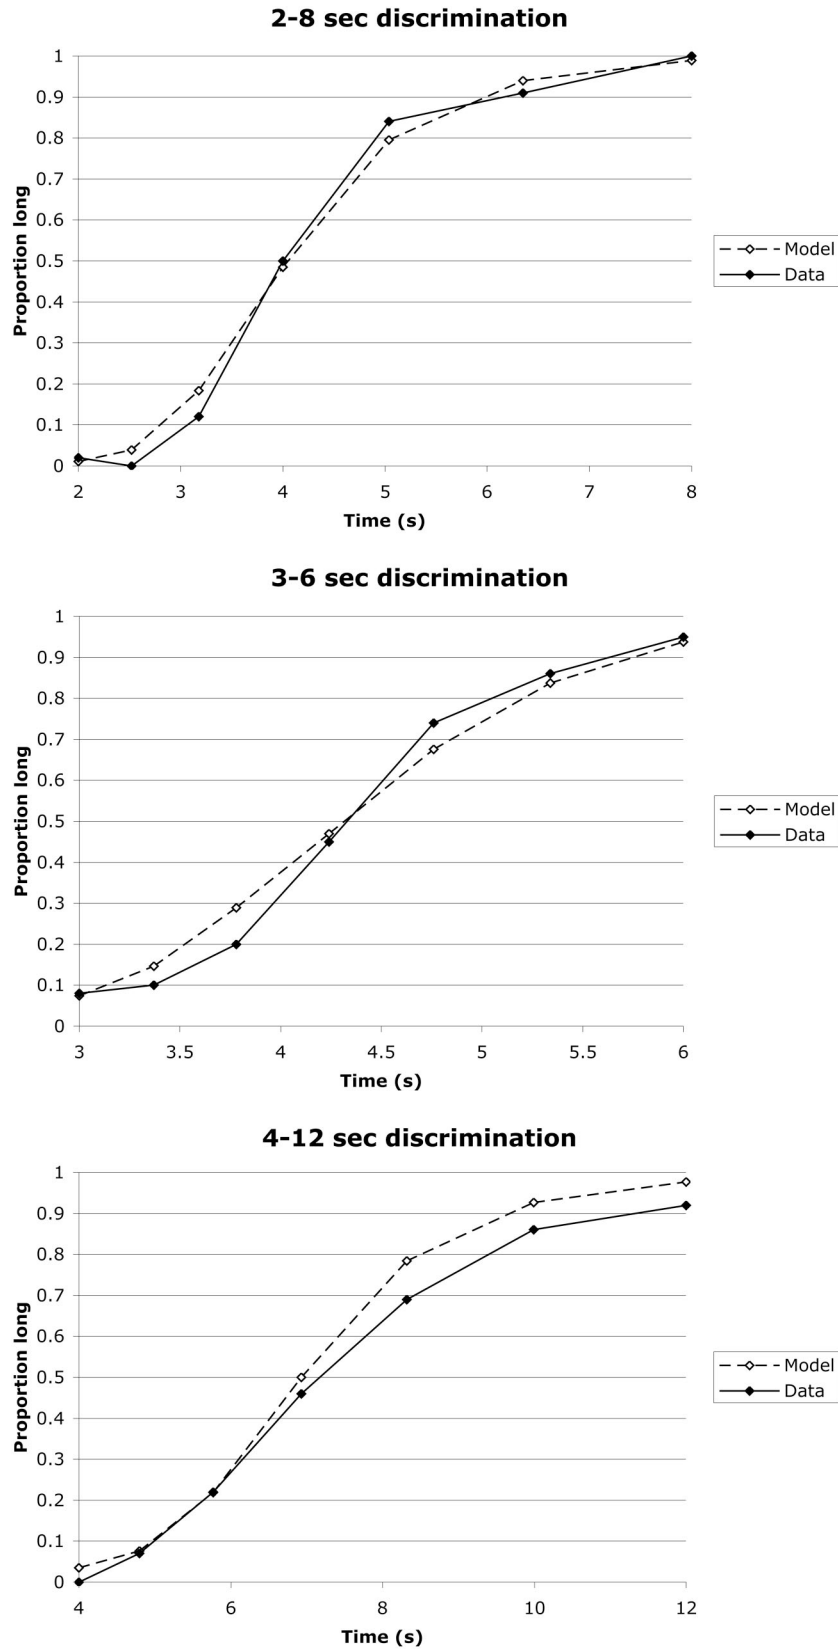 2-8 sec discrimination
1
0.9
0.8
0.7
0.6
0.5
0.4
0.3
0.2
0.1
0
Proportion long
2 3 4 5 6 7 8
Time (s)
Model
Data
3-6 sec discrimination
1
0.9
0.8
0.7
0.6
0.5
0.4
0.3
0.2
0.1
0
Proportion long
3 3.5 4 4.5 5 5.5 6
Time (s)
Model
Data
4-12 sec discrimination
1
0.9
0.8
0.7
0.6
0.5
0.4
0.3
0.2
0.1
0
Proportion long
4 6 8 10 12
Time (s)
Model
Data